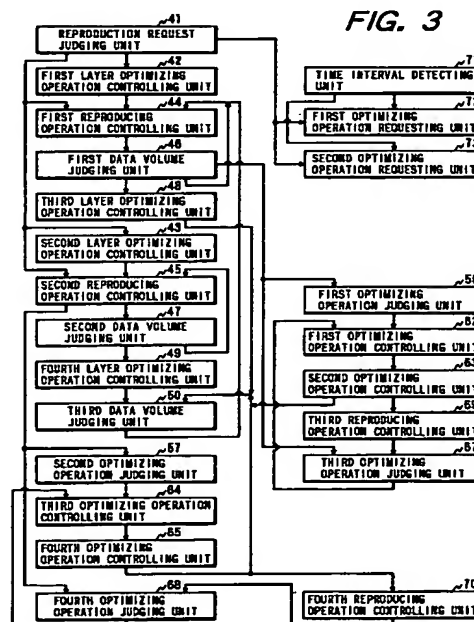 FIG. 3
41
REPRODUCTION REQUEST
JUDGING UNIT
42
FIRST LAYER OPTIMIZING
OPERATION CONTROLLING UNIT
44
FIRST REPRODUCING
OPERATION CONTROLLING UNIT
46
FIRST DATA VOLUME
JUDGING UNIT
48
THIRD LAYER OPTIMIZING
OPERATION CONTROLLING UNIT
43
SECOND LAYER OPTIMIZING
OPERATION CONTROLLING UNIT
45
SECOND REPRODUCING
OPERATION CONTROLLING UNIT
47
SECOND DATA VOLUME
JUDGING UNIT
49
FOURTH LAYER OPTIMIZING
OPERATION CONTROLLING UNIT
50
THIRD DATA VOLUME
JUDGING UNIT
57
SECOND OPTIMIZING
OPERATION JUDGING UNIT
64
THIRD OPTIMIZING OPERATION
CONTROLLING UNIT
65
FOURTH OPTIMIZING
OPERATION CONTROLLING UNIT
68
FOURTH OPTIMIZING
OPERATION JUDGING UNIT
TIME INTERVAL DETECTING
UNIT
FIRST OPTIMIZING
OPERATION REQUESTING UNIT
SECOND OPTIMIZING
OPERATION REQUESTING UNIT
FIRST OPTIMIZING
OPERATION JUDGING UNIT
62
FIRST OPTIMIZING
OPERATION CONTROLLING UNIT
63
SECOND OPTIMIZING
OPERATION CONTROLLING UNIT
69
THIRD REPRODUCING
OPERATION CONTROLLING UNIT
67
THIRD OPTIMIZING
OPERATION JUDGING UNIT
70
FOURTH REPRODUCING
OPERATION CONTROLLING UNIT